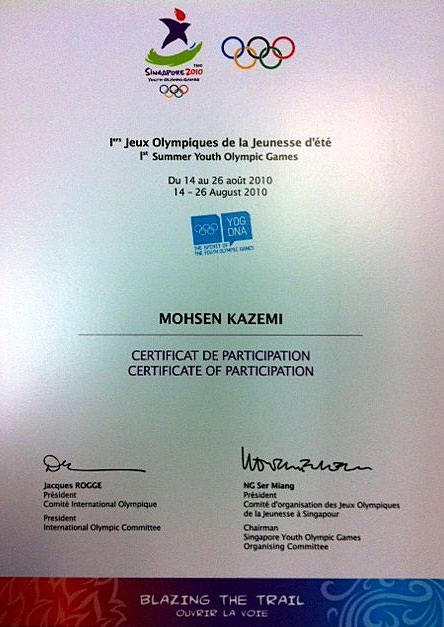 SINGAPORE 2010
YOUTH OLYMPIC GAMES
Iers Jeux Olympiques de la Jeunesse d'été
Ist Summer Youth Olympic Games
Du 14 au 26 août 2010
14 – 26 August 2010
YOG
DNA
THE SPIRIT OF
THE YOUTH OLYMPIC GAMES
MOHSEN KAZEMI
CERTIFICAT DE PARTICIPATION
CERTIFICATE OF PARTICIPATION
Jacques ROGGE
Président
Comité International Olympique
President
International Olympic Committee
NG Ser Miang
Président
Comité d'organisation des Jeux Olympiques
de la Jeunesse à Singapour
Chairman
Singapore Youth Olympic Games
Organising Committee
BLAZING THE TRAIL
OUVRIR LA VOIE